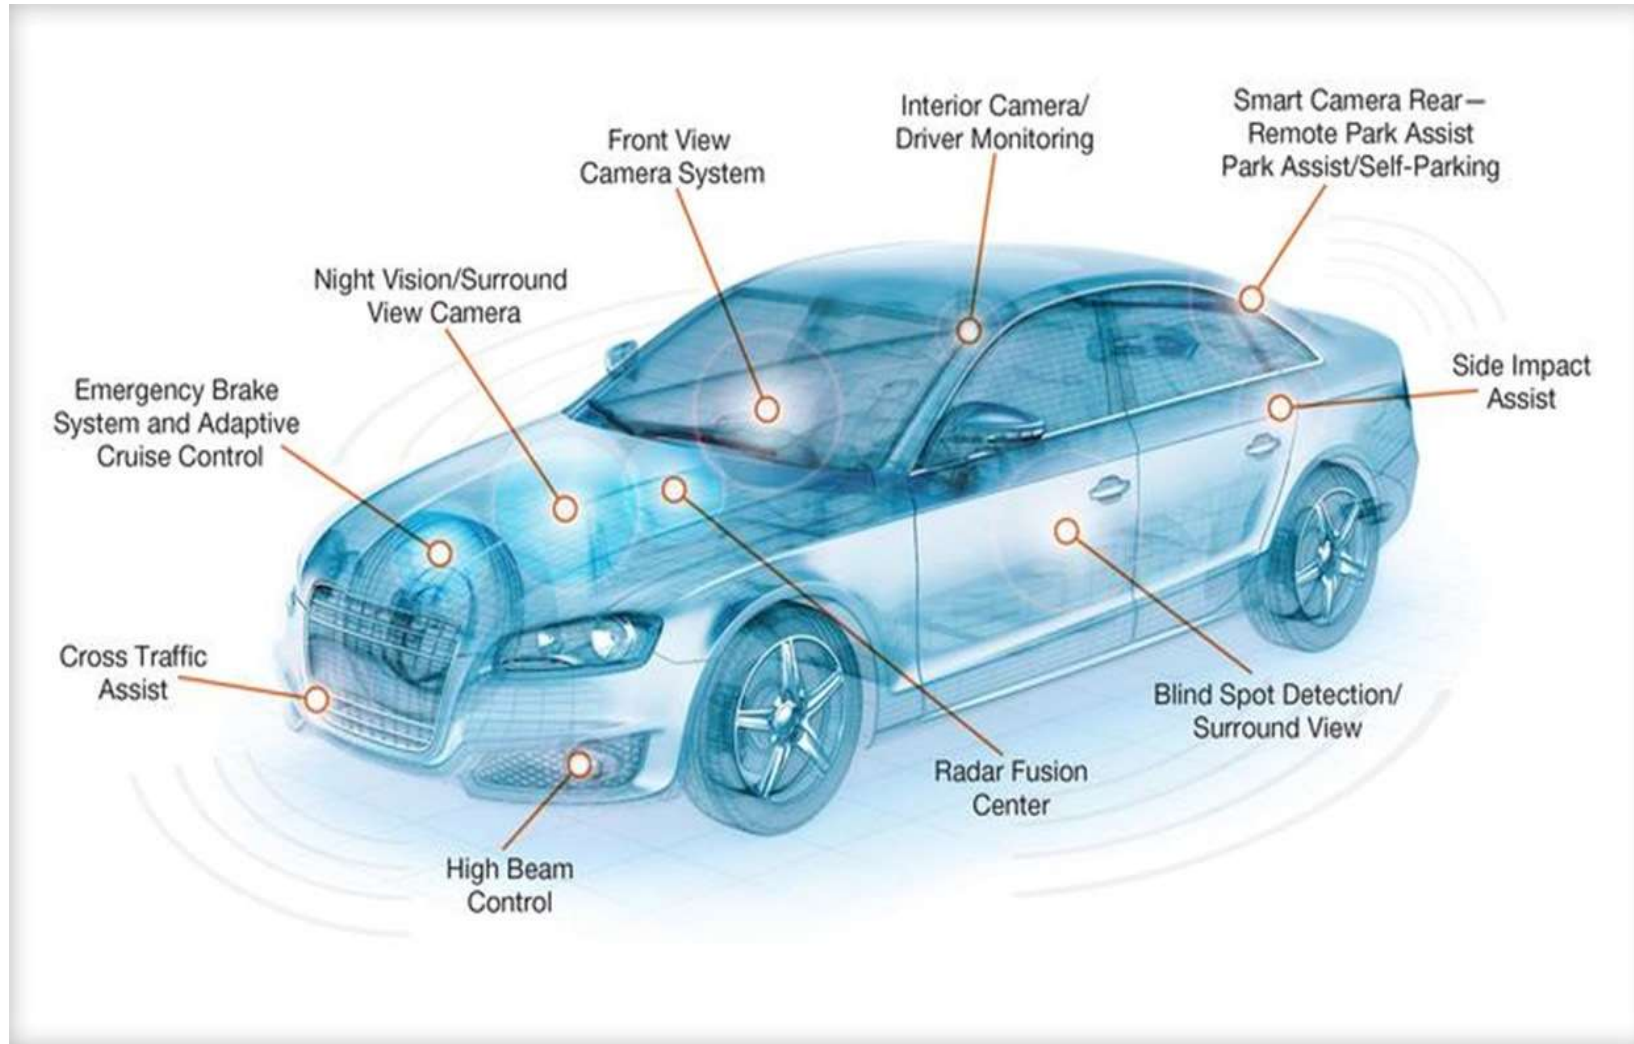 Interior Camera/
Driver Monitoring
Smart Camera Rear—
Remote Park Assist
Park Assist/Self-Parking
Front View
Camera System
Night Vision/Surround
View Camera
Emergency Brake
System and Adaptive
Cruise Control
Side Impact
Assist
Cross Traffic
Assist
Blind Spot Detection/
Surround View
Radar Fusion
Center
High Beam
Control